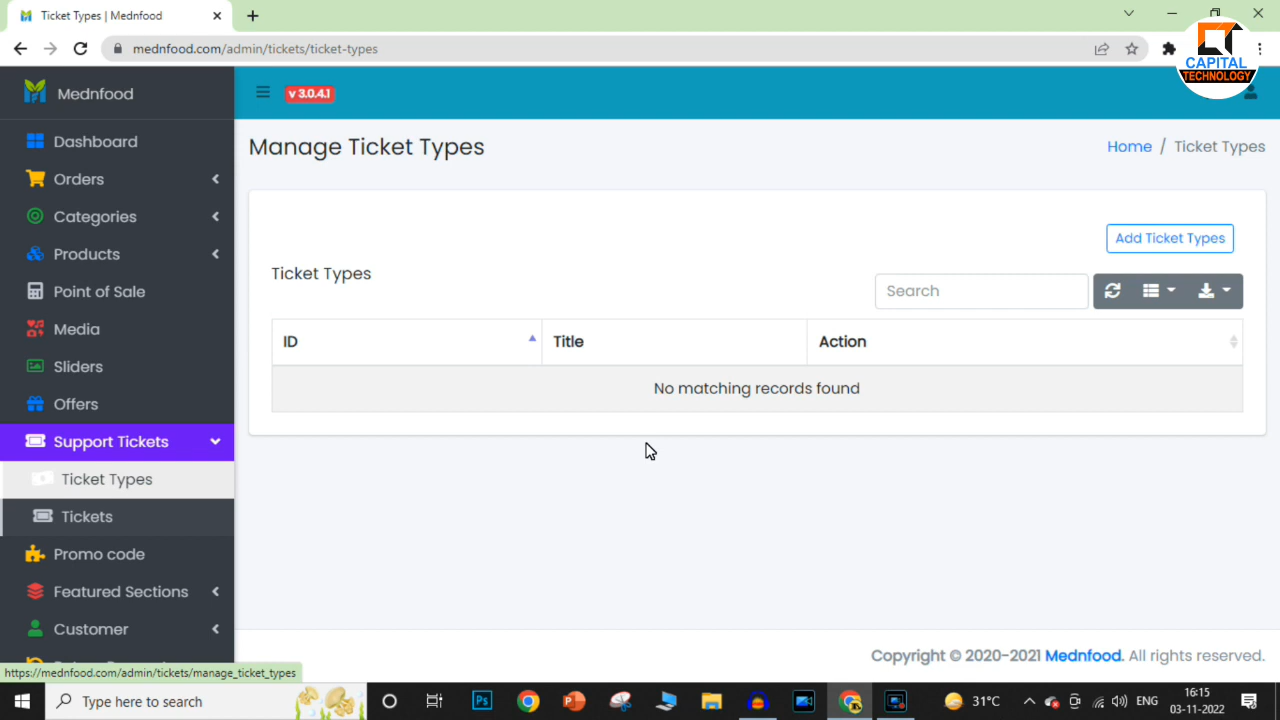 Ticket Types | Mednfood
mednfood.com/admin/tickets/ticket-types
CAPITAL
TECHNOLOGY
Mednfood
v 3.0.4.1
Dashboard
Orders
Categories
Products
Point of Sale
Media
Sliders
Offers
Support Tickets
Ticket Types
Tickets
Promo code
Featured Sections
Customer
Manage Ticket Types
Home / Ticket Types
Add Ticket Types
Ticket Types
Search
ID Title Action
No matching records found
Copyright © 2020-2021 Mednfood. All rights reserved.
https://mednfood.com/admin/tickets/manage_ticket_types
Type here to search
31°C
ENG
16:15
03-11-2022